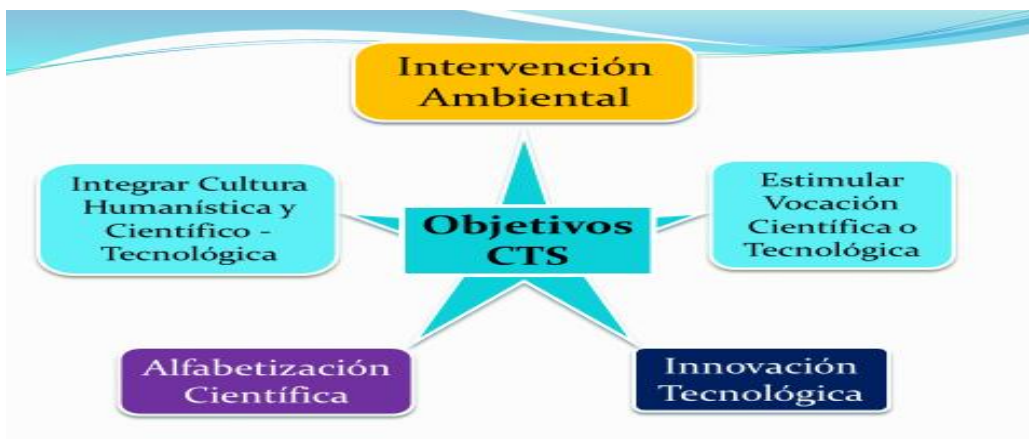 Intervención
Ambiental
Integrar Cultura
Humanística y
Científico -
Tecnológica
Objetivos
CTS
Estimular
Vocación
Científica o
Tecnológica
Alfabetización
Científica
Innovación
Tecnológica